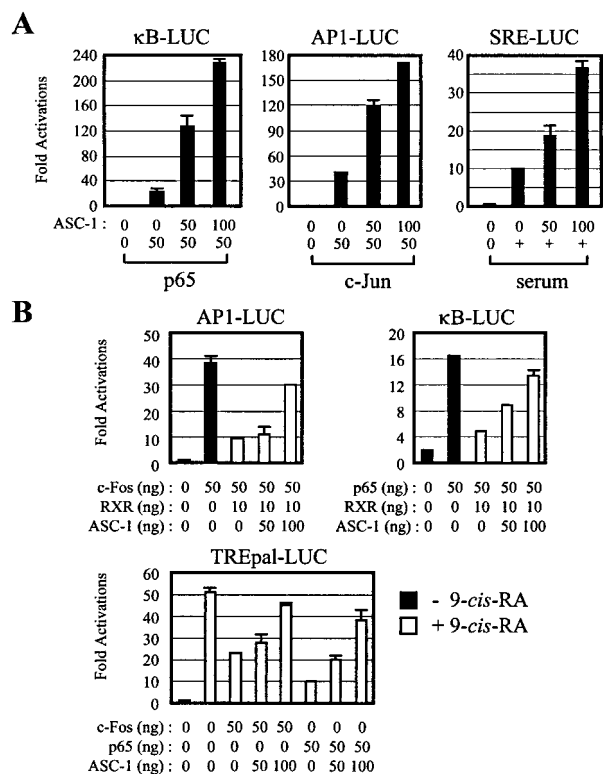 A
κB-LUC AP1-LUC SRE-LUC
Fold Activations
240
200
160
120
80
40
0
180
150
120
90
60
30
0
40
30
20
10
0
ASC-1 : 0 0 50 100 0 0 50 100 0 0 50 100
0 50 50 50 0 50 50 50 0 + + +
p65 c-Jun serum
B
AP1-LUC κB-LUC
Fold Activations
50
40
30
20
10
0
Fold Activations
20
16
12
8
4
0
c-Fos (ng) : 0 50 50 50 50 p65 (ng) : 0 50 50 50 50
RXR (ng) : 0 0 10 10 10 RXR (ng) : 0 0 10 10 10
ASC-1 (ng) : 0 0 0 50 100 ASC-1 (ng) : 0 0 0 50 100
TREpal-LUC
Fold Activations
60
50
40
30
20
10
0
- 9-cis-RA
+ 9-cis-RA
c-Fos (ng) : 0 0 50 50 50 0 0 0
p65 (ng) : 0 0 0 0 0 50 50 50
ASC-1 (ng) : 0 0 0 50 100 0 50 100